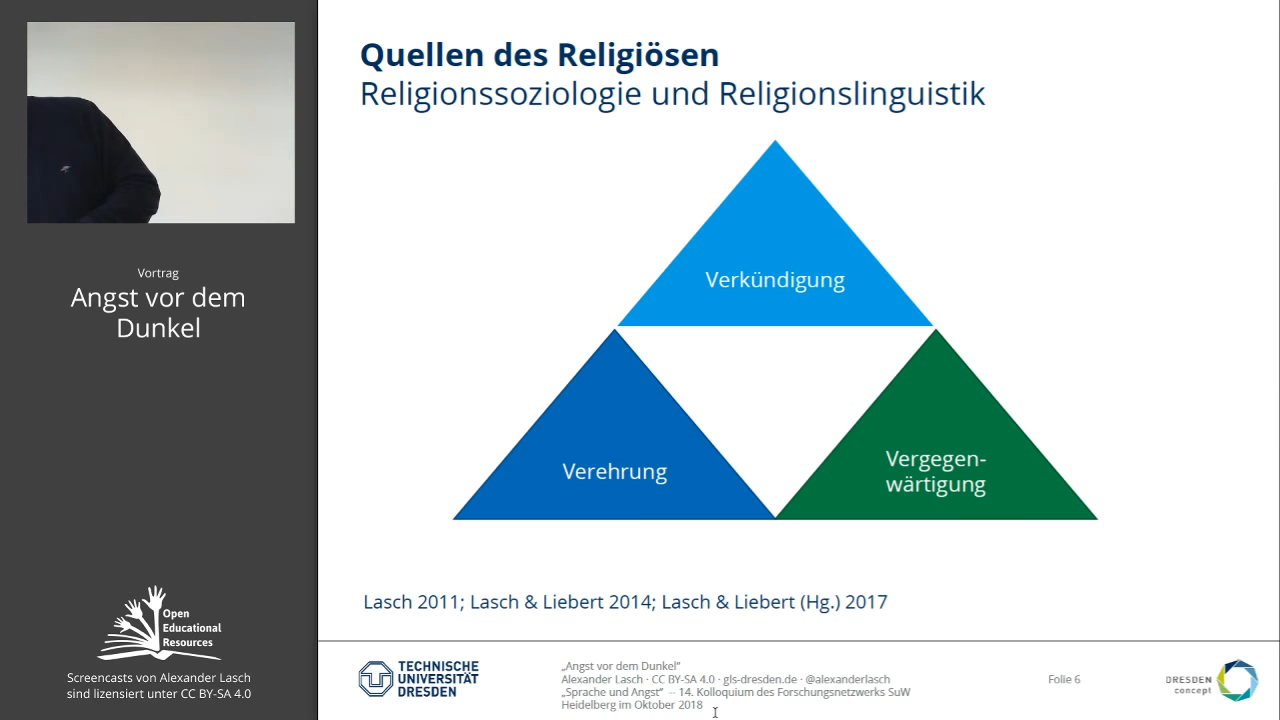 Vortrag
Angst vor dem
Dunkel
Open
Educational
Resources
Screencasts von Alexander Lasch
sind lizensiert unter CC BY-SA 4.0
Quellen des Religiösen
Religionssoziologie und Religionslinguistik
Verkündigung
Verehrung
Vergegen-
wärtigung
Lasch 2011; Lasch & Liebert 2014; Lasch & Liebert (Hg.) 2017
TECHNISCHE
UNIVERSITÄT
DRESDEN
„Angst vor dem Dunkel“
Alexander Lasch · CC BY-SA 4.0 · gls-dresden.de · @alexanderlasch
„Sprache und Angst“ – 14. Kolloquium des Forschungsnetzwerks SuW
Heidelberg im Oktober 2018
Folie 6
DRESDEN
concept